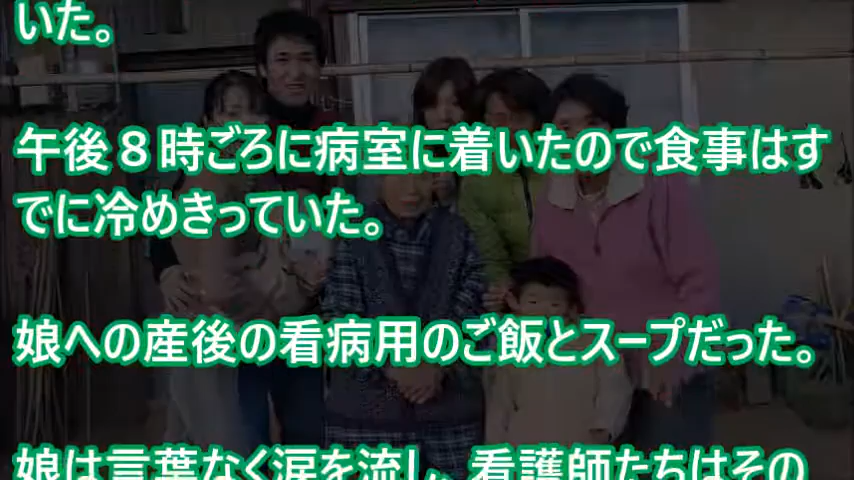 いた。
午後８時ごろに病室に着いたので食事はす
でに冷めきっていた。
娘への産後の看病用のご飯とスープだった。
娘は言葉なく涙を流し、看護師たちはその